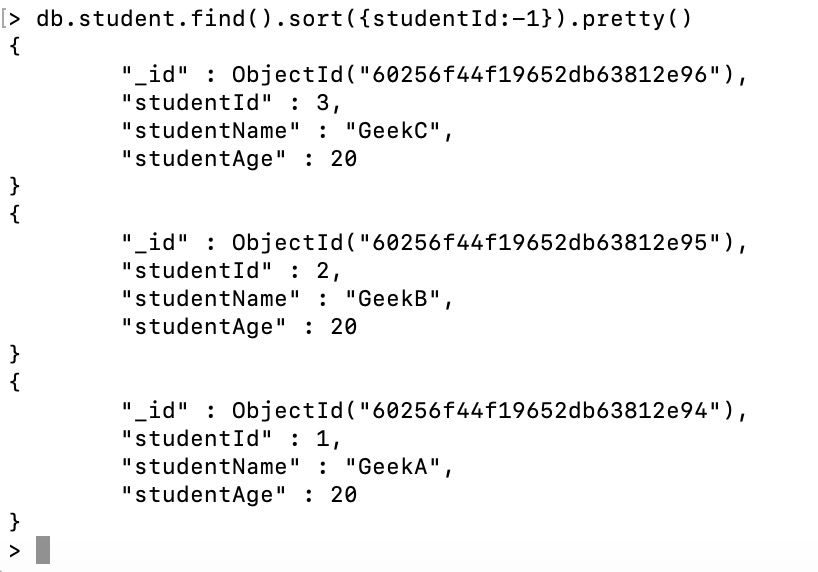 [> db.student.find().sort({studentId:-1}).pretty()
{
"_id" : ObjectId("60256f44f19652db63812e96"),
"studentId" : 3,
"studentName" : "GeekC",
"studentAge" : 20
}
{
"_id" : ObjectId("60256f44f19652db63812e95"),
"studentId" : 2,
"studentName" : "GeekB",
"studentAge" : 20
}
{
"_id" : ObjectId("60256f44f19652db63812e94"),
"studentId" : 1,
"studentName" : "GeekA",
"studentAge" : 20
}
>